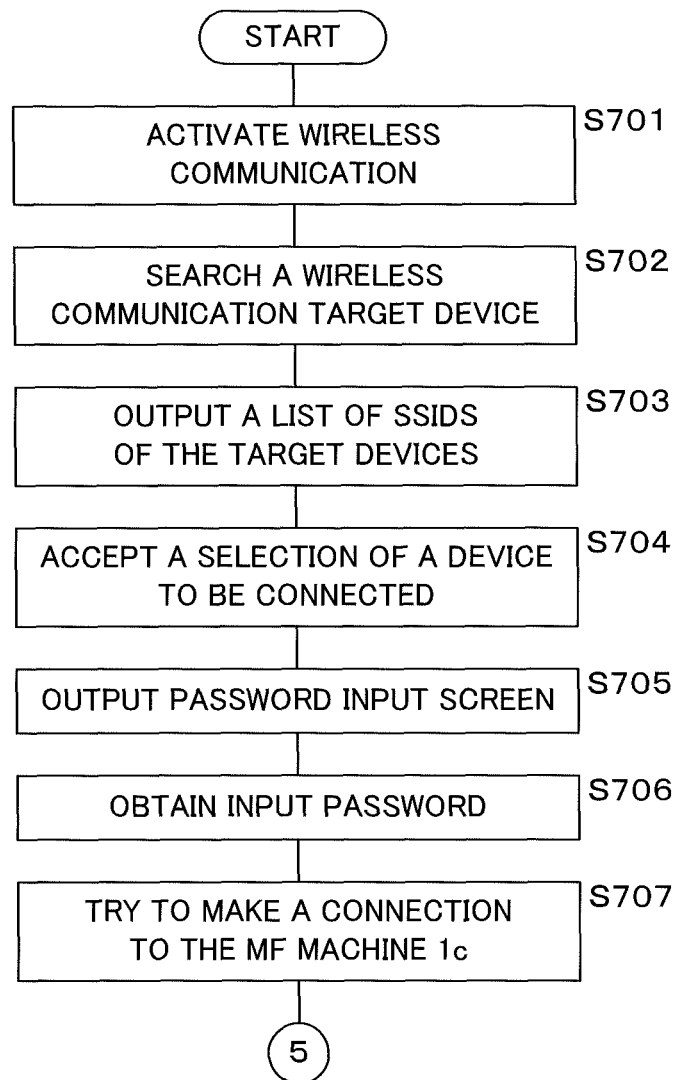 START
S701
ACTIVATE WIRELESS
COMMUNICATION
S702
SEARCH A WIRELESS
COMMUNICATION TARGET DEVICE
S703
OUTPUT A LIST OF SSIDS
OF THE TARGET DEVICES
S704
ACCEPT A SELECTION OF A DEVICE
TO BE CONNECTED
S705
OUTPUT PASSWORD INPUT SCREEN
S706
OBTAIN INPUT PASSWORD
S707
TRY TO MAKE A CONNECTION
TO THE MF MACHINE 1c
5